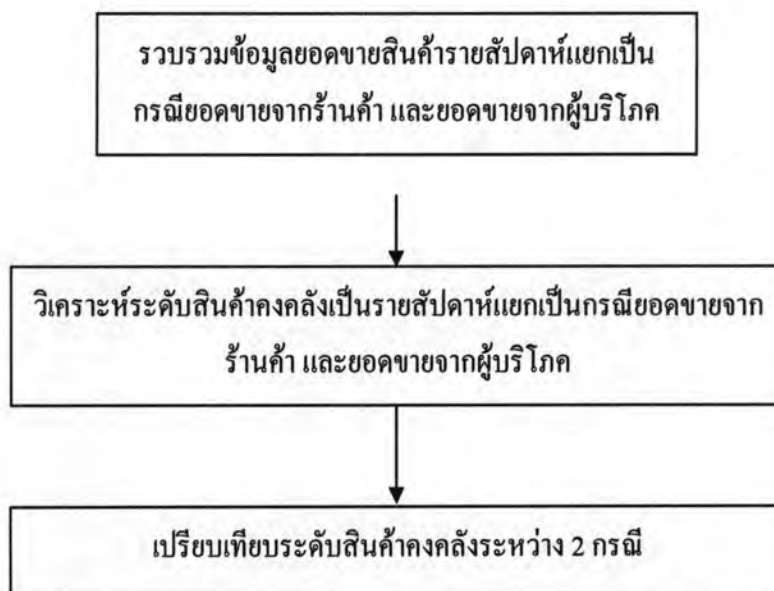 รวบรวมข้อมูลยอดขายสินค้ารายสัปดาห์แยกเป็น
กรณียอดขายจากร้านค้า และยอดขายจากผู้บริโภค
วิเคราะห์ระดับสินค้าคงคลังเป็นรายสัปดาห์แยกเป็นกรณียอดขายจาก
ร้านค้า และยอดขายจากผู้บริโภค
เปรียบเทียบระดับสินค้าคงคลังระหว่าง 2 กรณี